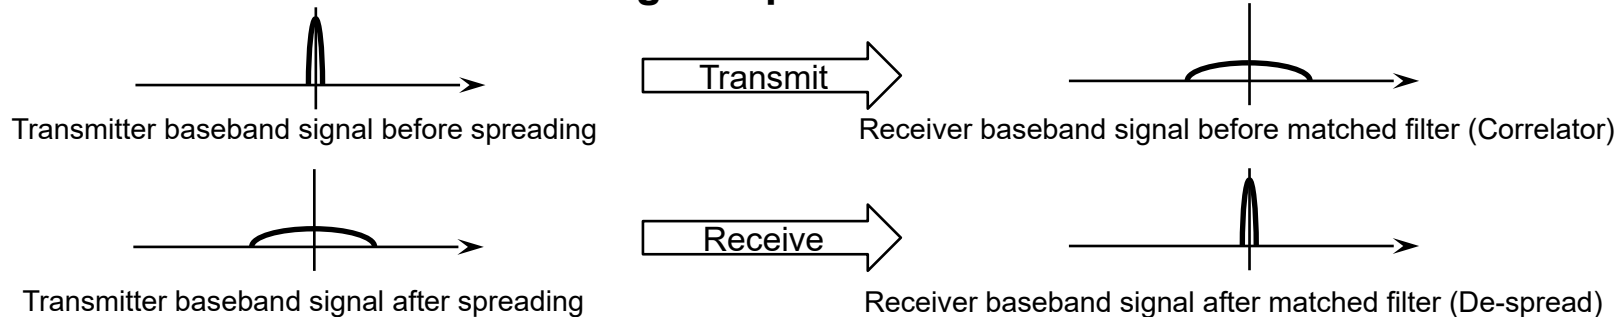 Transmit
Transmitter baseband signal before spreading
Receiver baseband signal before matched filter (Correlator)
Receive
Transmitter baseband signal after spreading
Receiver baseband signal after matched filter (De-spread)